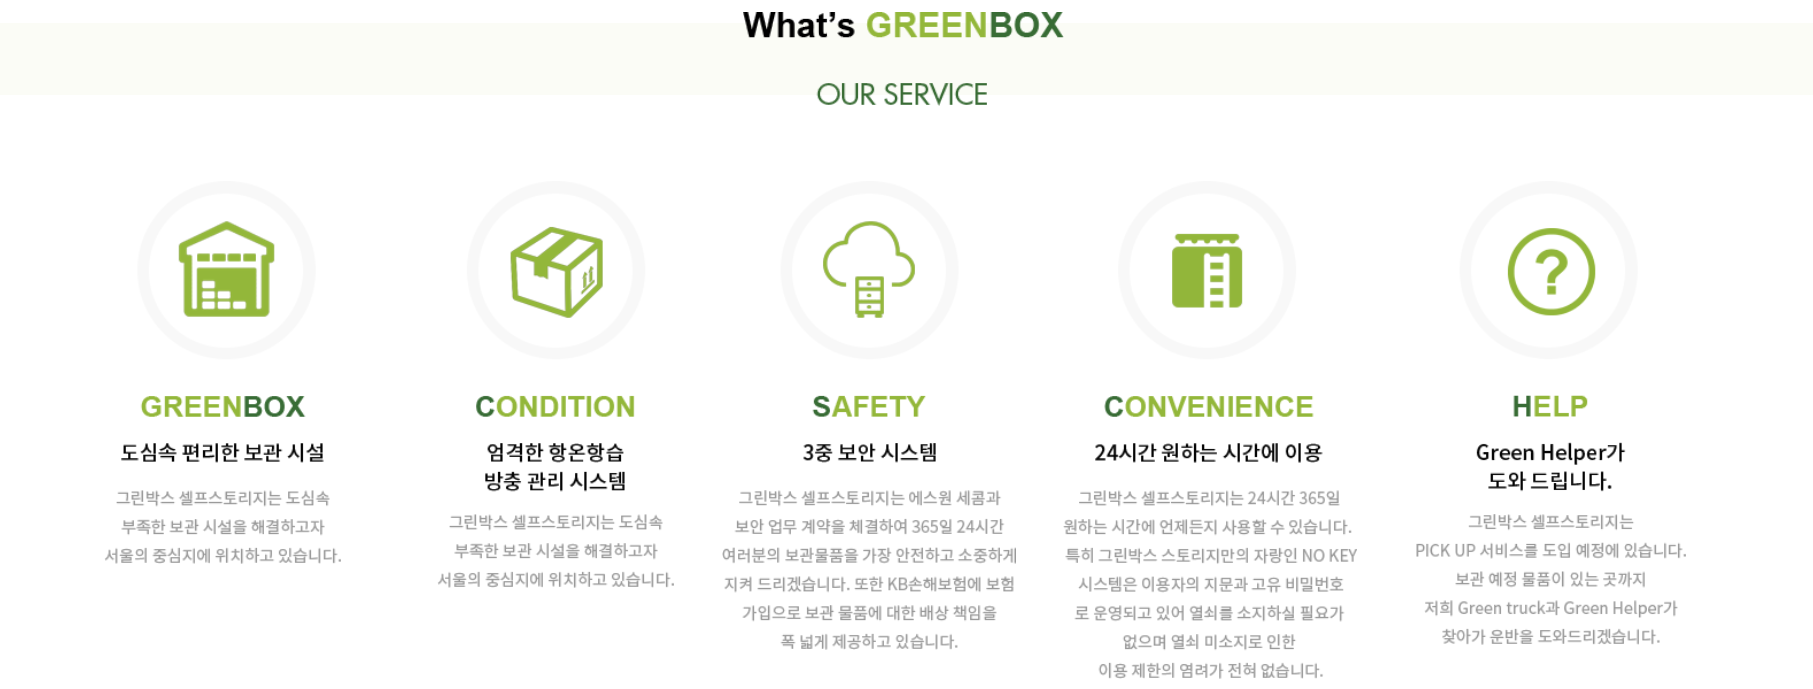 What's GREENBOX
OUR SERVICE
GREENBOX
도심속 편리한 보관 시설
그린박스 셀프스토리지는 도심속
부족한 보관 시설을 해결하고자
서울의 중심지에 위치하고 있습니다.
CONDITION
엄격한 항온항습
방충 관리 시스템
그린박스 셀프스토리지는 도심속
부족한 보관 시설을 해결하고자
서울의 중심지에 위치하고 있습니다.
SAFETY
3중 보안 시스템
그린박스 셀프스토리지는 에스원 세콤과
보안 업무 계약을 체결하여 365일 24시간
여러분의 보관물품을 가장 안전하고 소중하게
지켜 드리겠습니다. 또한 KB손해보험에 보험
가입으로 보관 물품에 대한 배상 책임을
폭 넓게 제공하고 있습니다.
CONVENIENCE
24시간 원하는 시간에 이용
그린박스 셀프스토리지는 24시간 365일
원하는 시간에 언제든지 사용할 수 있습니다.
특히 그린박스 스토리지만의 자랑인 NO KEY
시스템은 이용자의 지문과 고유 비밀번호
로 운영되고 있어 열쇠를 소지하실 필요가
없으며 열쇠 미소지로 인한
이용 제한의 염려가 전혀 없습니다.
HELP
Green Helper가
도와 드립니다.
그린박스 셀프스토리지는
PICK UP 서비스를 도입 예정에 있습니다.
보관 예정 물품이 있는 곳까지
저희 Green truck과 Green Helper가
찾아가 운반을 도와드리겠습니다.